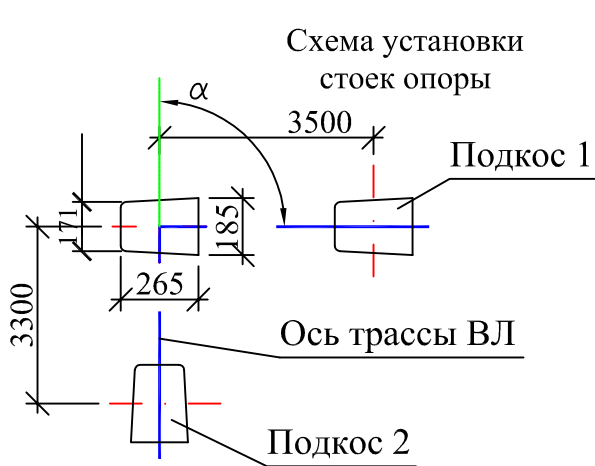 Схема установки
стоек опоры
α
3500
Подкос 1
171
185
265
3300
Ось трассы ВЛ
Подкос 2